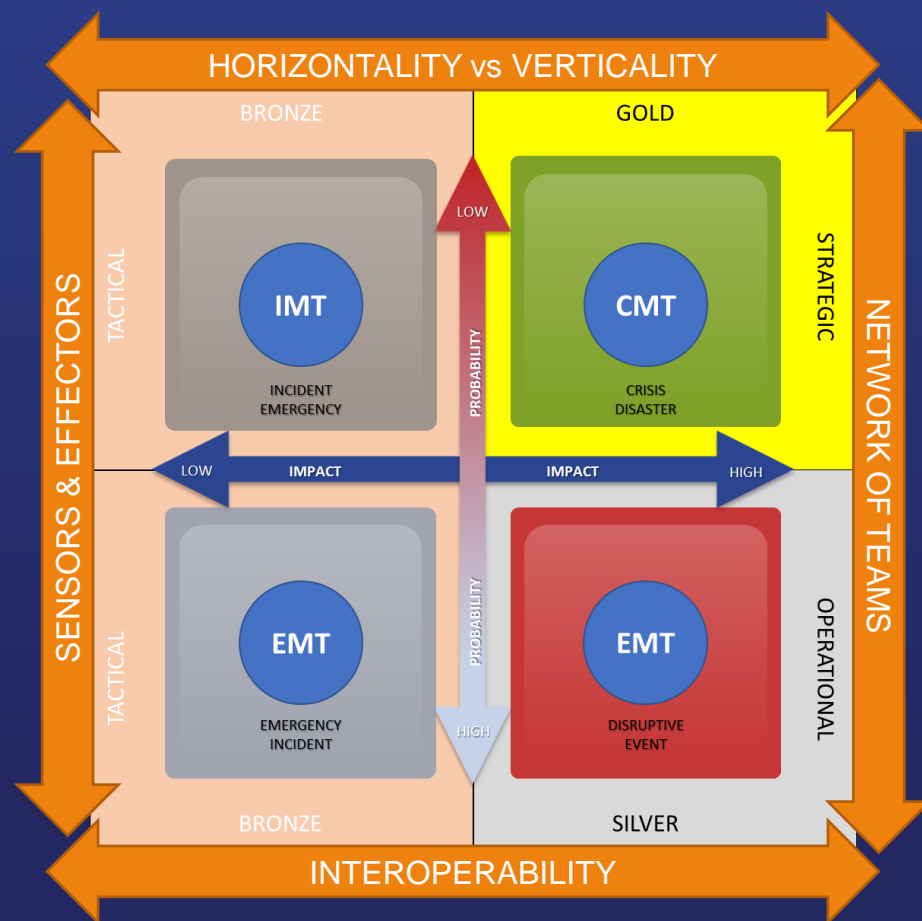 HORIZONTALITY vs VERTICALITY
BRONZE
GOLD
SENSORS & EFFECTORS
TACTICAL
IMT
INCIDENT
EMERGENCY
LOW
PROBABILITY
CMT
CRISIS
DISASTER
STRATEGIC
NETWORK OF TEAMS
LOW
IMPACT
IMPACT
HIGH
TACTICAL
EMT
EMERGENCY
INCIDENT
PROBABILITY
HIGH
EMT
DISRUPTIVE
EVENT
OPERATIONAL
BRONZE
SILVER
INTEROPERABILITY